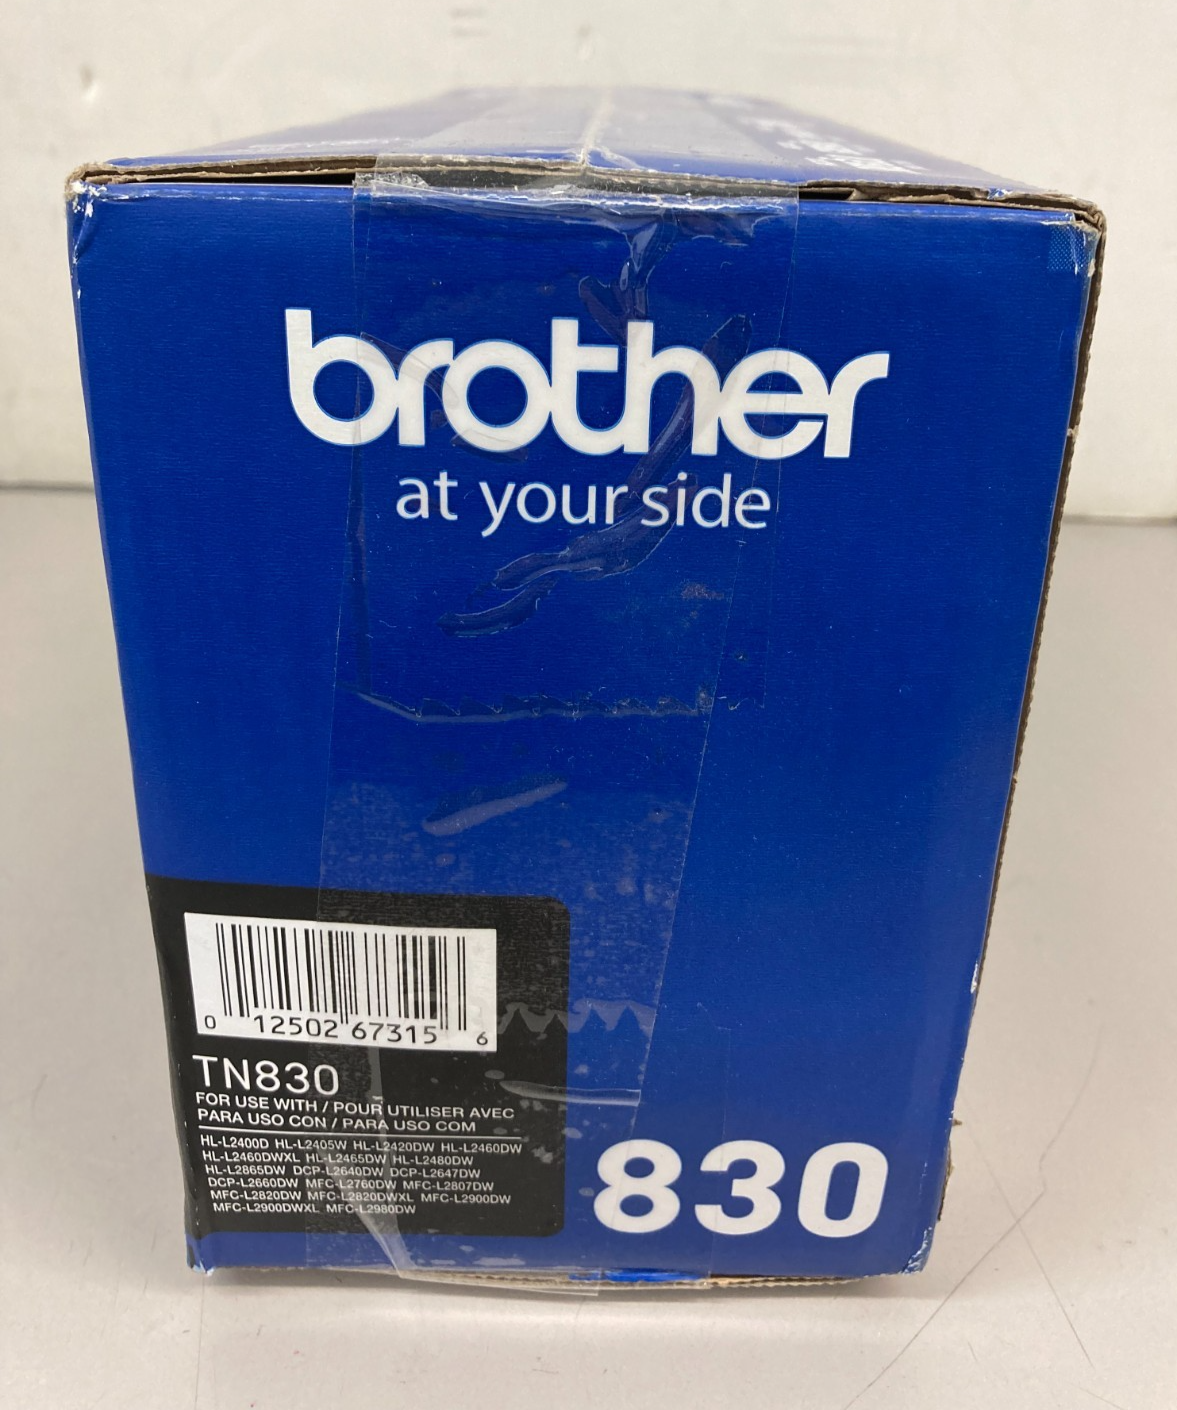 brother
at your side
0 12502 67315 6
TN830
FOR USE WITH / POUR UTILISER AVEC
PARA USO CON / PARA USO COM
HL-L2400D HL-L2405W HL-L2420DW HL-L2460DW
HL-L2460DWXL HL-L2465DW HL-L2480DW
HL-L2865DW DCP-L2640DW DCP-L2647DW
DCP-L2660DW MFC-L2760DW MFC-L2807DW
MFC-L2820DW MFC-L2820DWXL MFC-L2900DW
MFC-L2900DWXL MFC-L2980DW
830